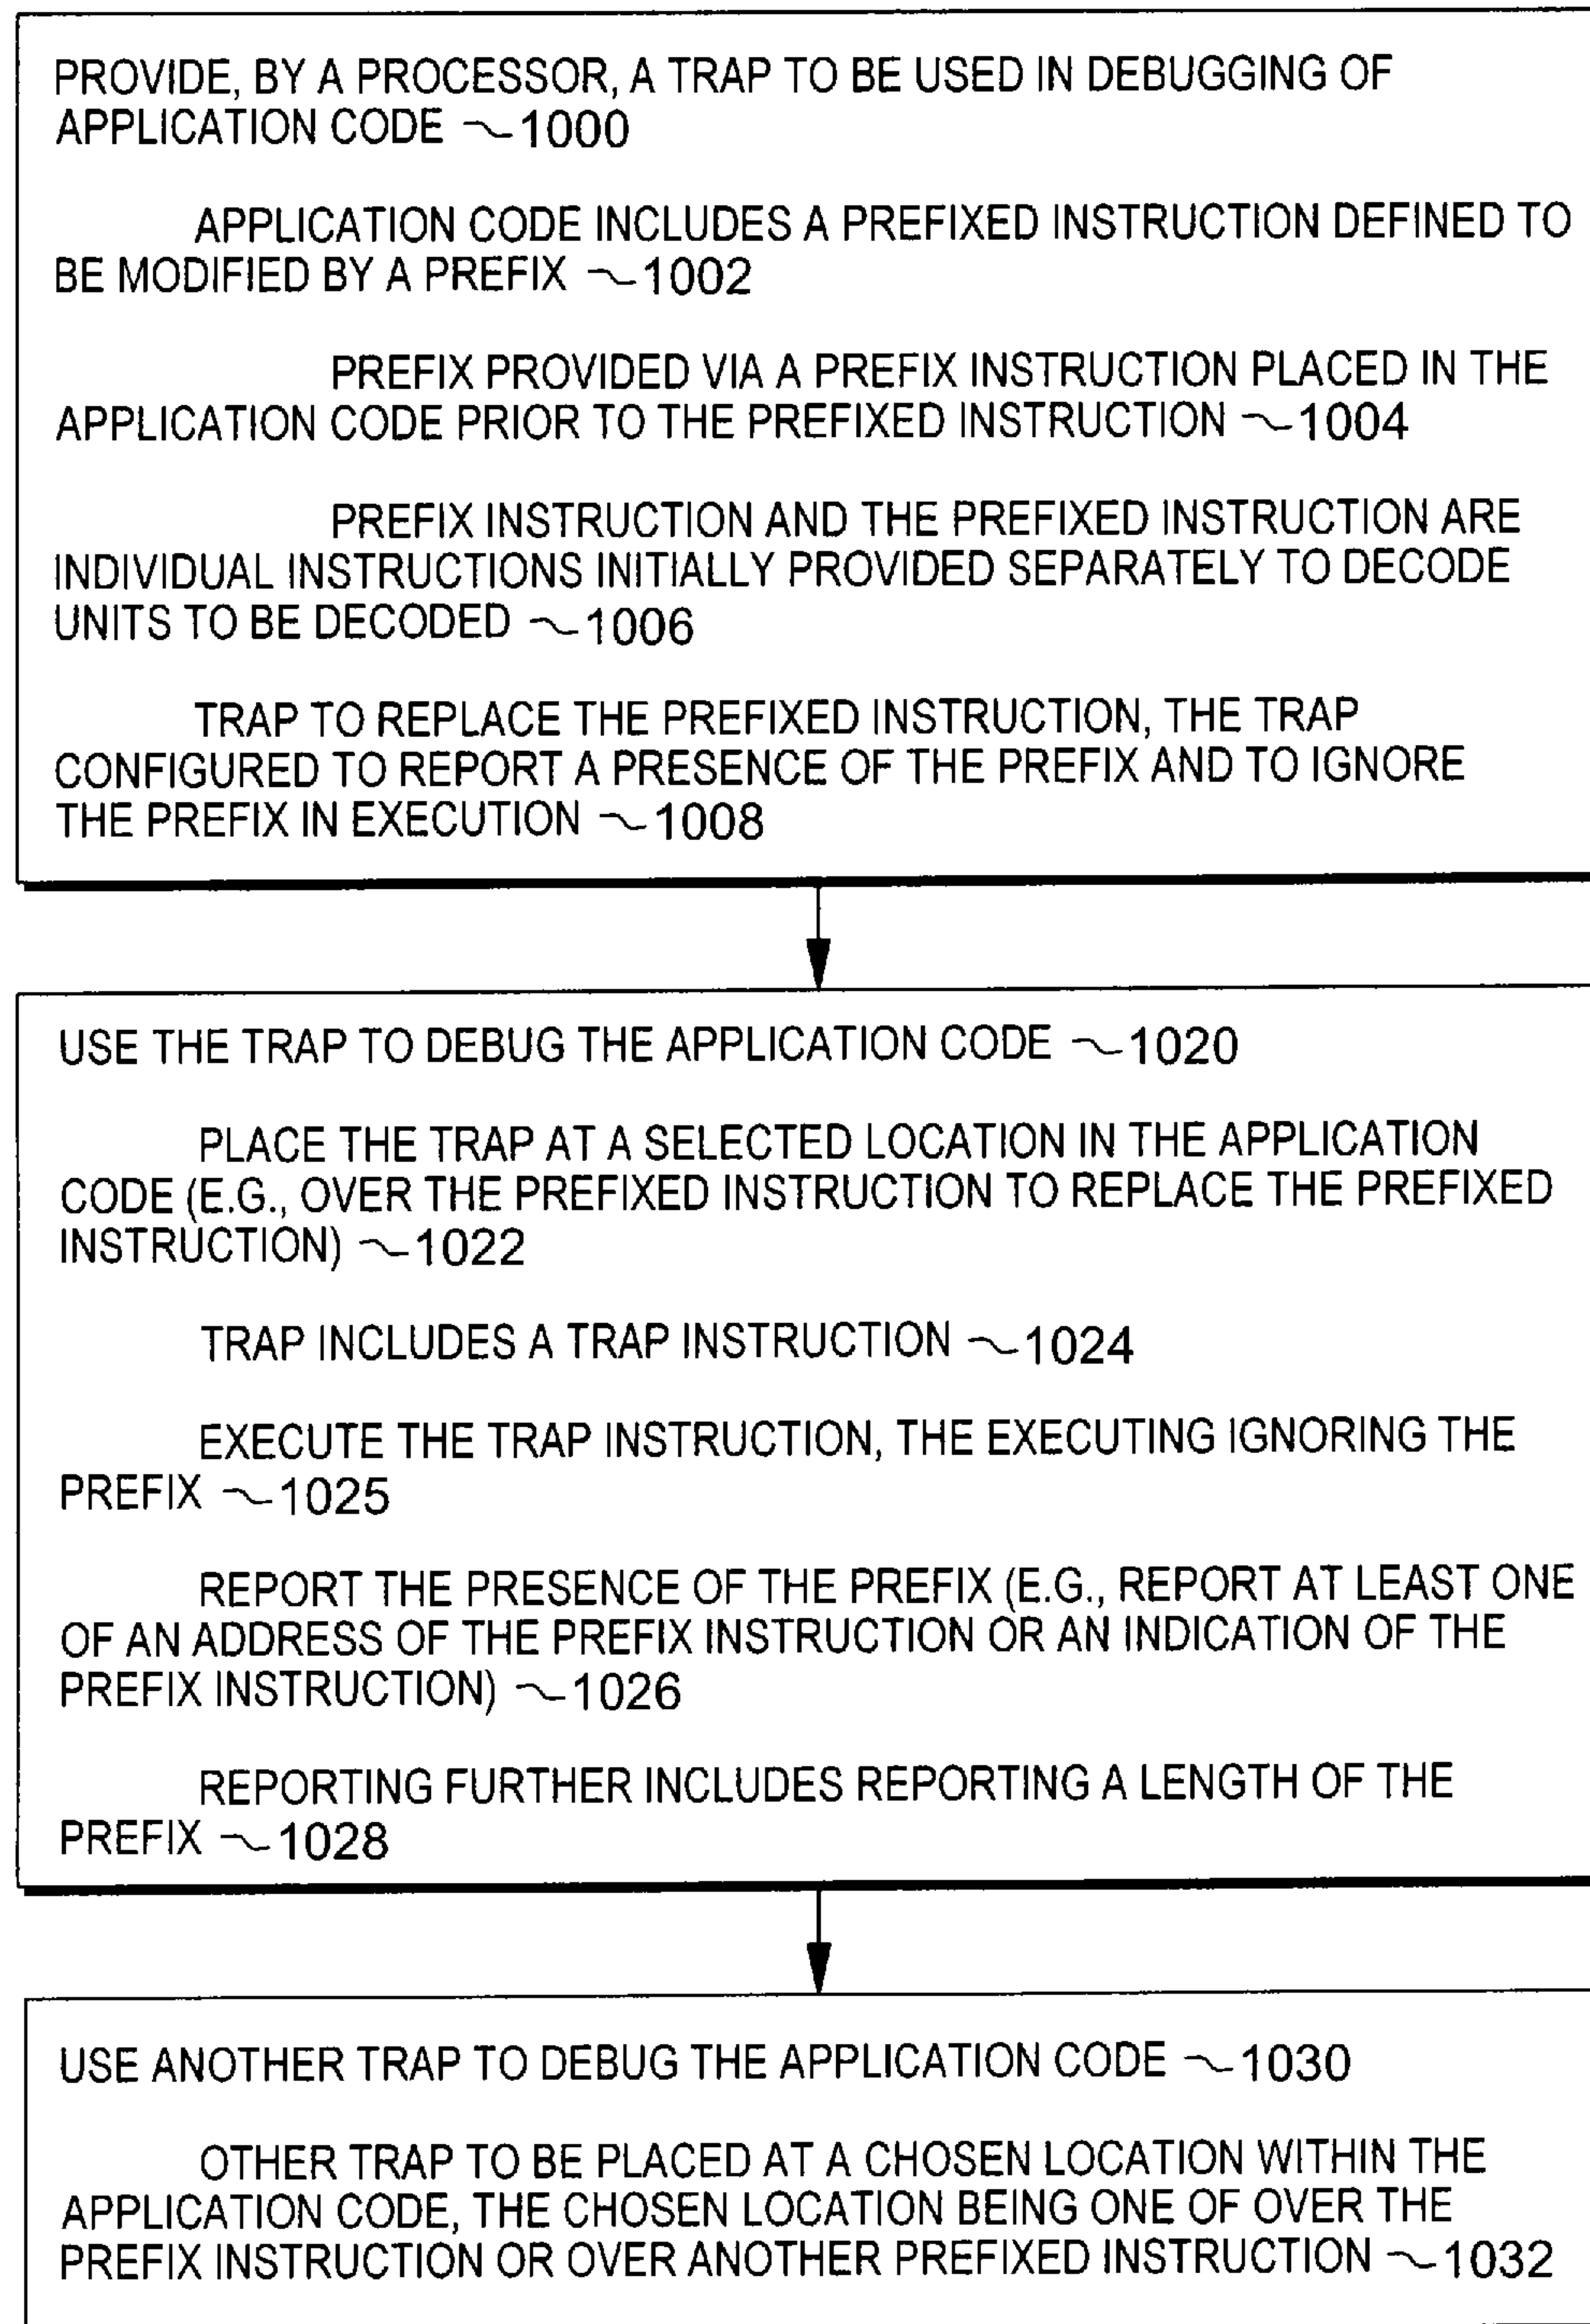 PROVIDE, BY A PROCESSOR, A TRAP TO BE USED IN DEBUGGING OF
APPLICATION CODE ~1000
APPLICATION CODE INCLUDES A PREFIXED INSTRUCTION DEFINED TO
BE MODIFIED BY A PREFIX ~1002
PREFIX PROVIDED VIA A PREFIX INSTRUCTION PLACED IN THE
APPLICATION CODE PRIOR TO THE PREFIXED INSTRUCTION ~1004
PREFIX INSTRUCTION AND THE PREFIXED INSTRUCTION ARE
INDIVIDUAL INSTRUCTIONS INITIALLY PROVIDED SEPARATELY TO DECODE
UNITS TO BE DECODED ~1006
TRAP TO REPLACE THE PREFIXED INSTRUCTION, THE TRAP
CONFIGURED TO REPORT A PRESENCE OF THE PREFIX AND TO IGNORE
THE PREFIX IN EXECUTION ~1008
USE THE TRAP TO DEBUG THE APPLICATION CODE ~1020
PLACE THE TRAP AT A SELECTED LOCATION IN THE APPLICATION
CODE (E.G., OVER THE PREFIXED INSTRUCTION TO REPLACE THE PREFIXED
INSTRUCTION) ~1022
TRAP INCLUDES A TRAP INSTRUCTION ~1024
EXECUTE THE TRAP INSTRUCTION, THE EXECUTING IGNORING THE
PREFIX ~1025
REPORT THE PRESENCE OF THE PREFIX (E.G., REPORT AT LEAST ONE
OF AN ADDRESS OF THE PREFIX INSTRUCTION OR AN INDICATION OF THE
PREFIX INSTRUCTION) ~1026
REPORTING FURTHER INCLUDES REPORTING A LENGTH OF THE
PREFIX ~1028
USE ANOTHER TRAP TO DEBUG THE APPLICATION CODE ~1030
OTHER TRAP TO BE PLACED AT A CHOSEN LOCATION WITHIN THE
APPLICATION CODE, THE CHOSEN LOCATION BEING ONE OF OVER THE
PREFIX INSTRUCTION OR OVER ANOTHER PREFIXED INSTRUCTION ~1032